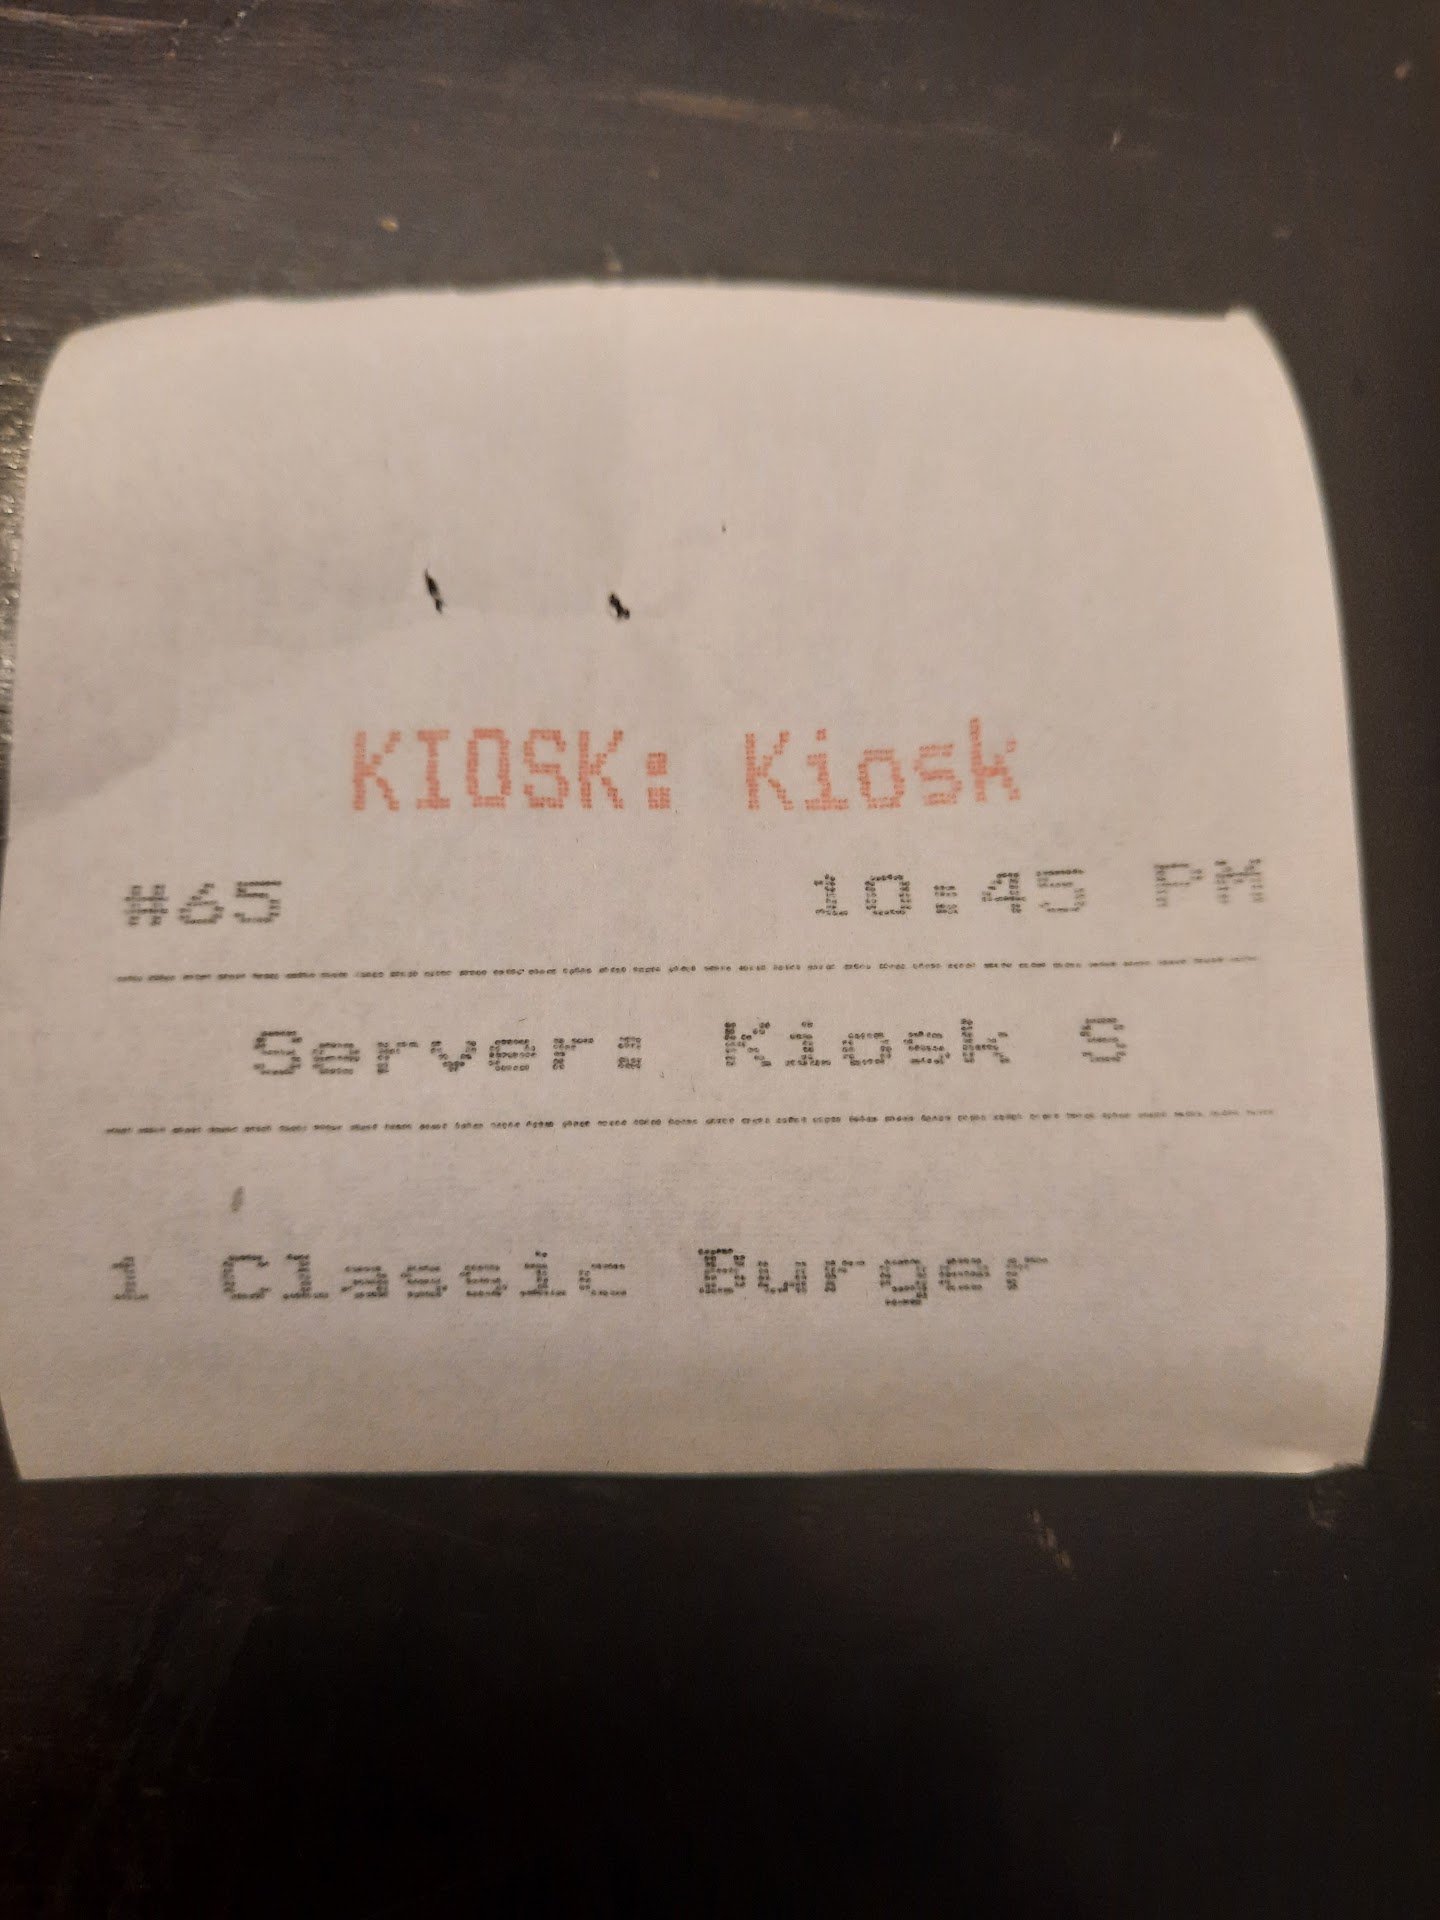 KIOSK: Kiosk
#65 10:45 PM
Server: Kiosk S
1 Classic Burger